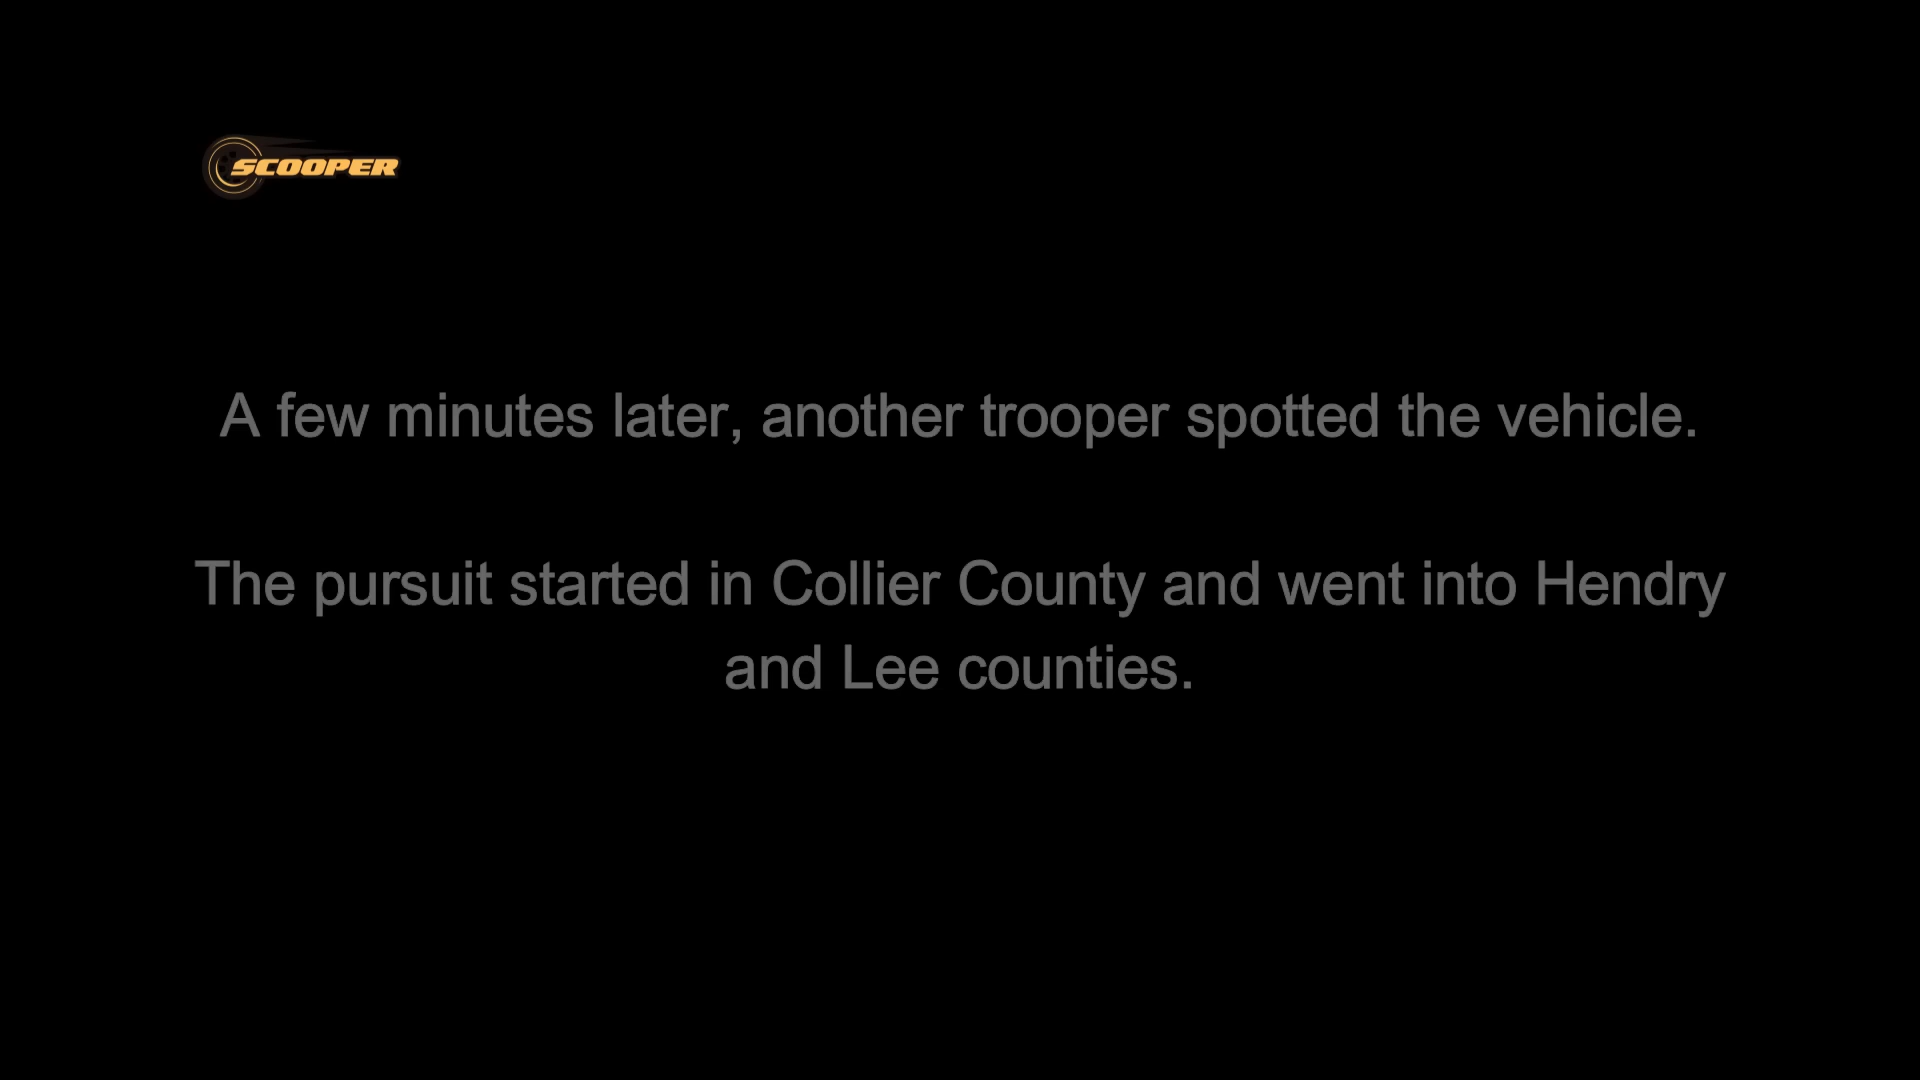 SCOOPER
A few minutes later, another trooper spotted the vehicle.
The pursuit started in Collier County and went into Hendry
and Lee counties.